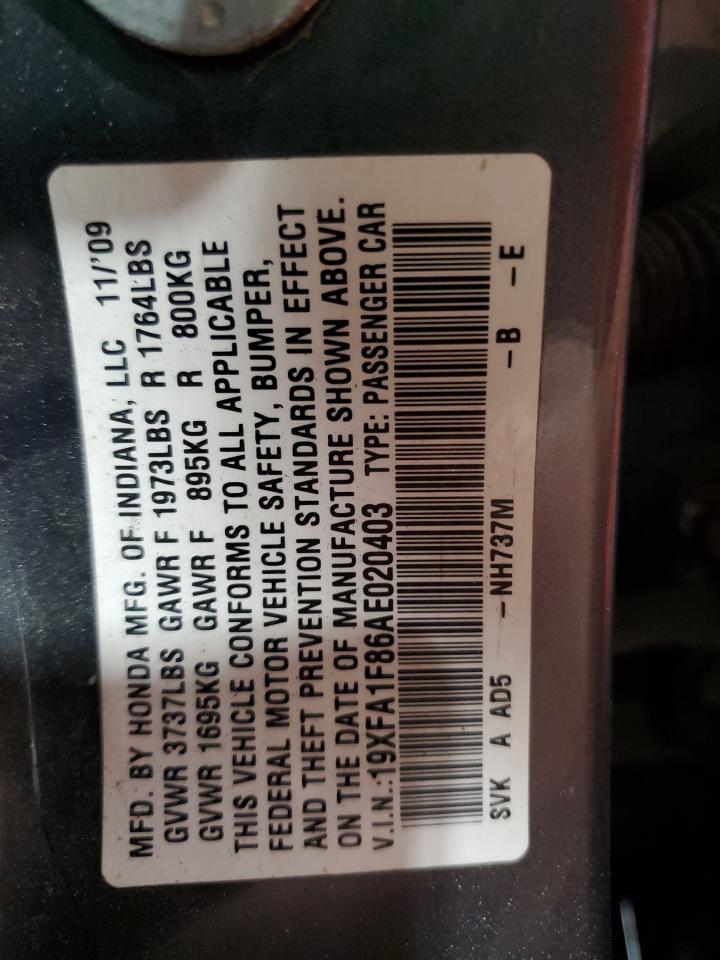 MFD. BY HONDA MFG. OF INDIANA, LLC 11/'09
GVWR 3737LBS GAWR F 1973LBS R 1764LBS
GVWR 1695KG GAWR F 895KG R 800KG
THIS VEHICLE CONFORMS TO ALL APPLICABLE
FEDERAL MOTOR VEHICLE SAFETY, BUMPER,
AND THEFT PREVENTION STANDARDS IN EFFECT
ON THE DATE OF MANUFACTURE SHOWN ABOVE.
V.I.N.:19XFA1F86AE020403 TYPE: PASSENGER CAR
SVK A AD5 -NH737M -B -E